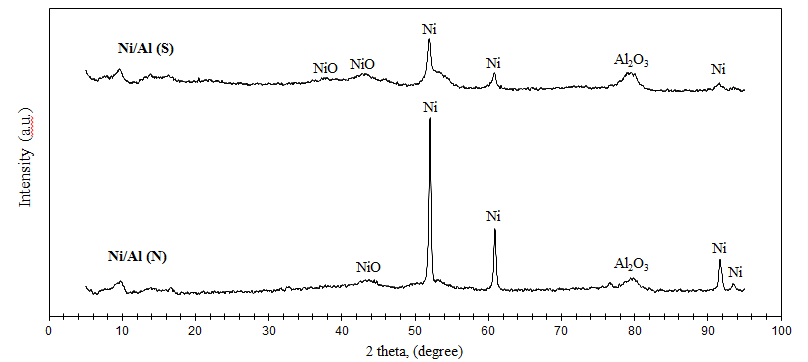 Ni/Al (S)
NiO
NiO
Ni
Ni
Al₂O₃
Ni
Ni/Al (N)
NiO
Ni
Ni
Al₂O₃
Ni
Ni
Intensity (a.u.)
0 10 20 30 40 50 60 70 80 90 100
2 theta, (degree)